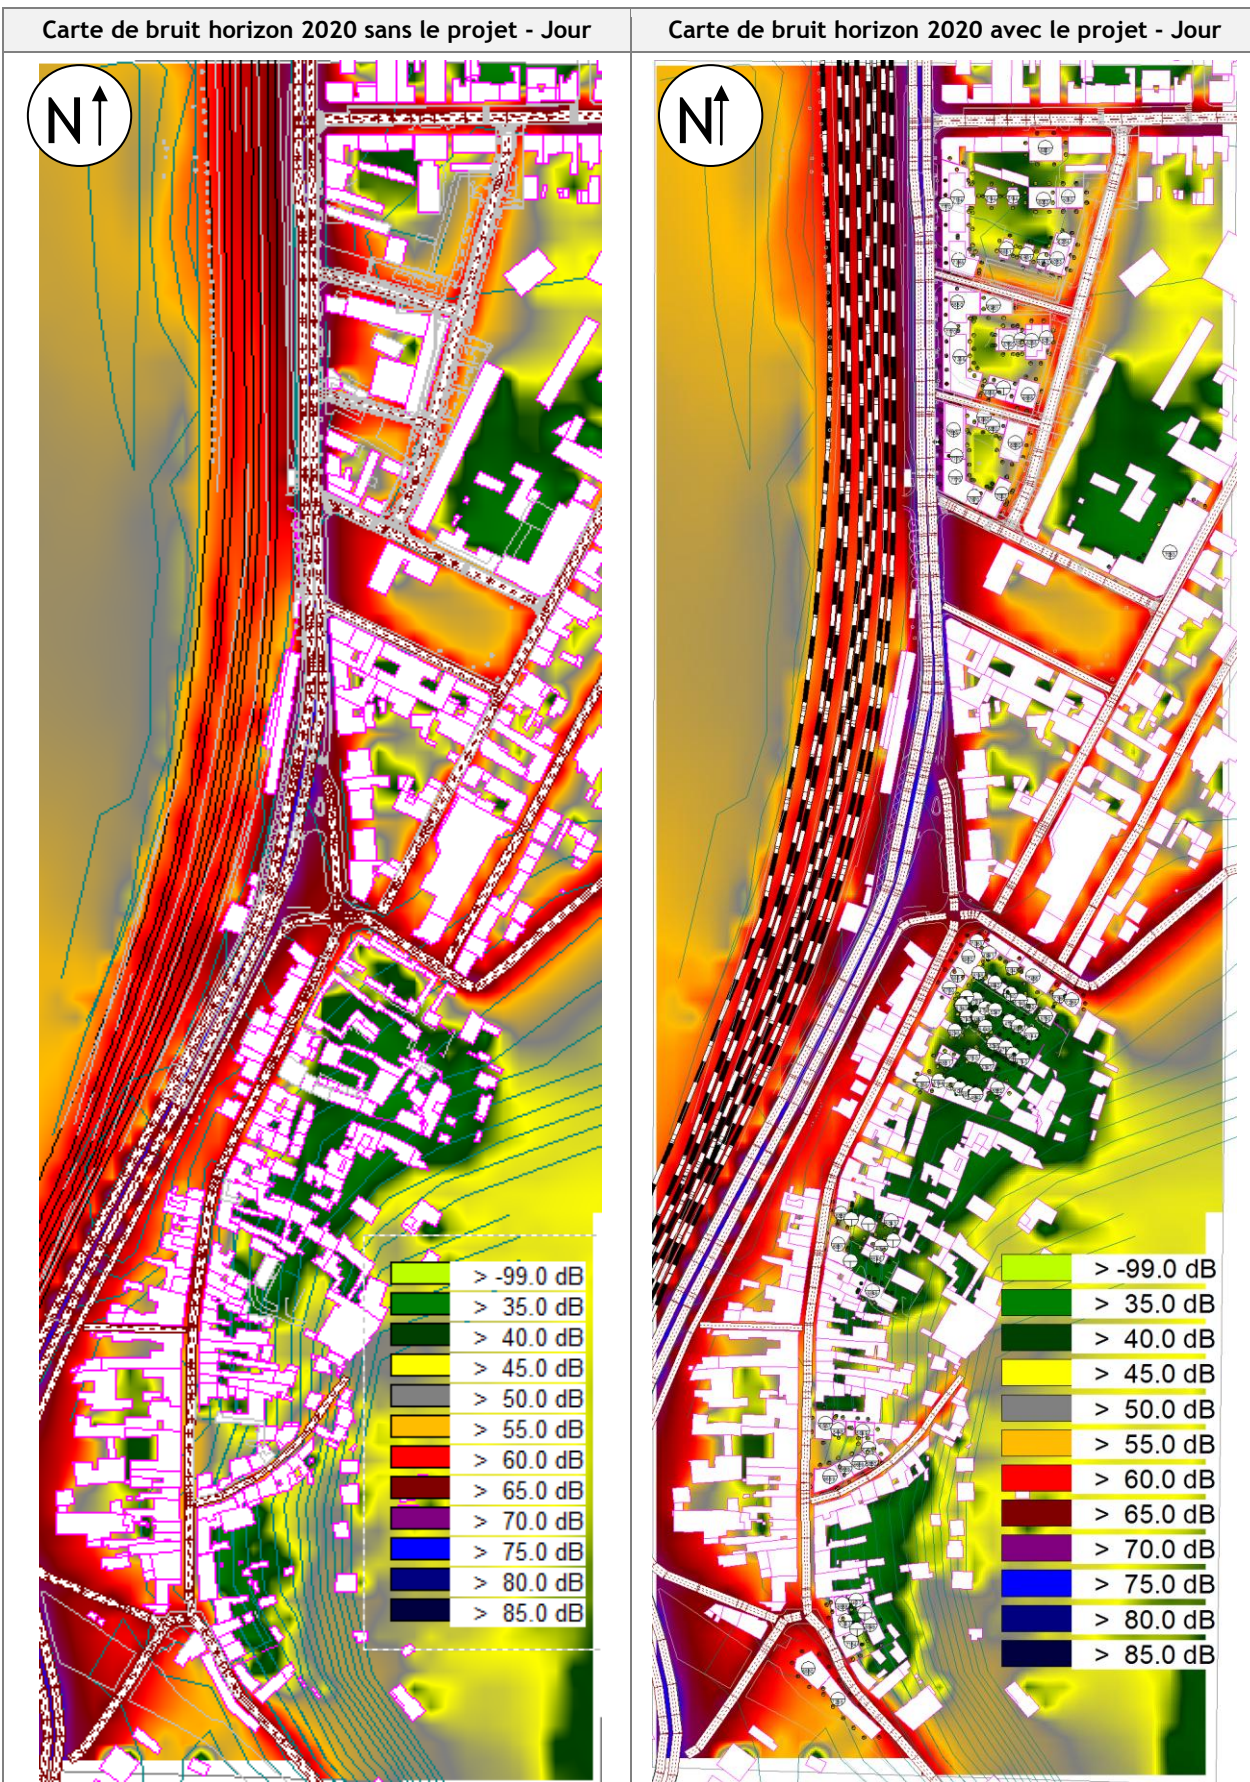 Carte de bruit horizon 2020 sans le projet - Jour
Carte de bruit horizon 2020 avec le projet - Jour
N
N
> -99.0 dB
> 35.0 dB
> 40.0 dB
> 45.0 dB
> 50.0 dB
> 55.0 dB
> 60.0 dB
> 65.0 dB
> 70.0 dB
> 75.0 dB
> 80.0 dB
> 85.0 dB
> -99.0 dB
> 35.0 dB
> 40.0 dB
> 45.0 dB
> 50.0 dB
> 55.0 dB
> 60.0 dB
> 65.0 dB
> 70.0 dB
> 75.0 dB
> 80.0 dB
> 85.0 dB